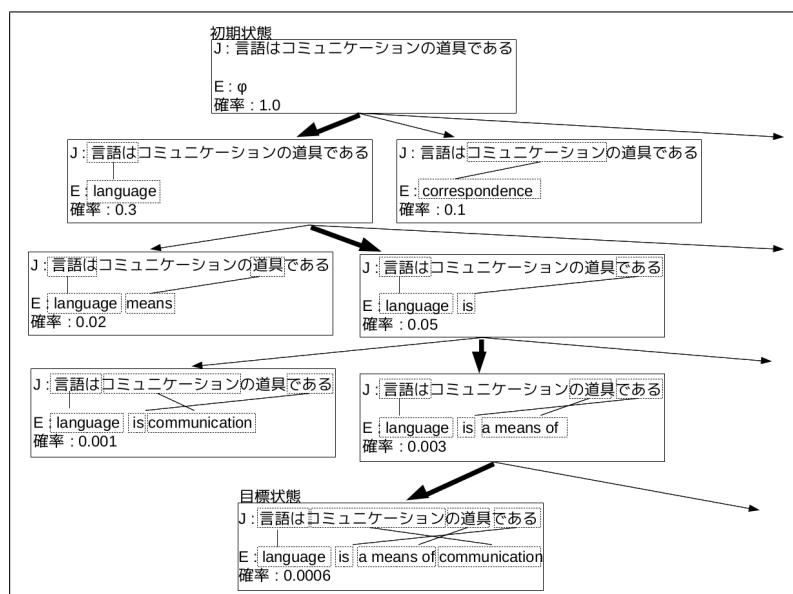 初期状態
J : 言語はコミュニケーションの道具である
E : φ
確率 : 1.0
J : 言語はコミュニケーションの道具である
E : language
確率 : 0.3
J : 言語はコミュニケーションの道具である
E : correspondence
確率 : 0.1
J : 言語はコミュニケーションの道具である
E : language means
確率 : 0.02
J : 言語はコミュニケーションの道具である
E : language is
確率 : 0.05
J : 言語はコミュニケーションの道具である
E : language is communication
確率 : 0.001
J : 言語はコミュニケーションの道具である
E : language is a means of
確率 : 0.003
目標状態
J : 言語はコミュニケーションの道具である
E : language is a means of communication
確率 : 0.0006